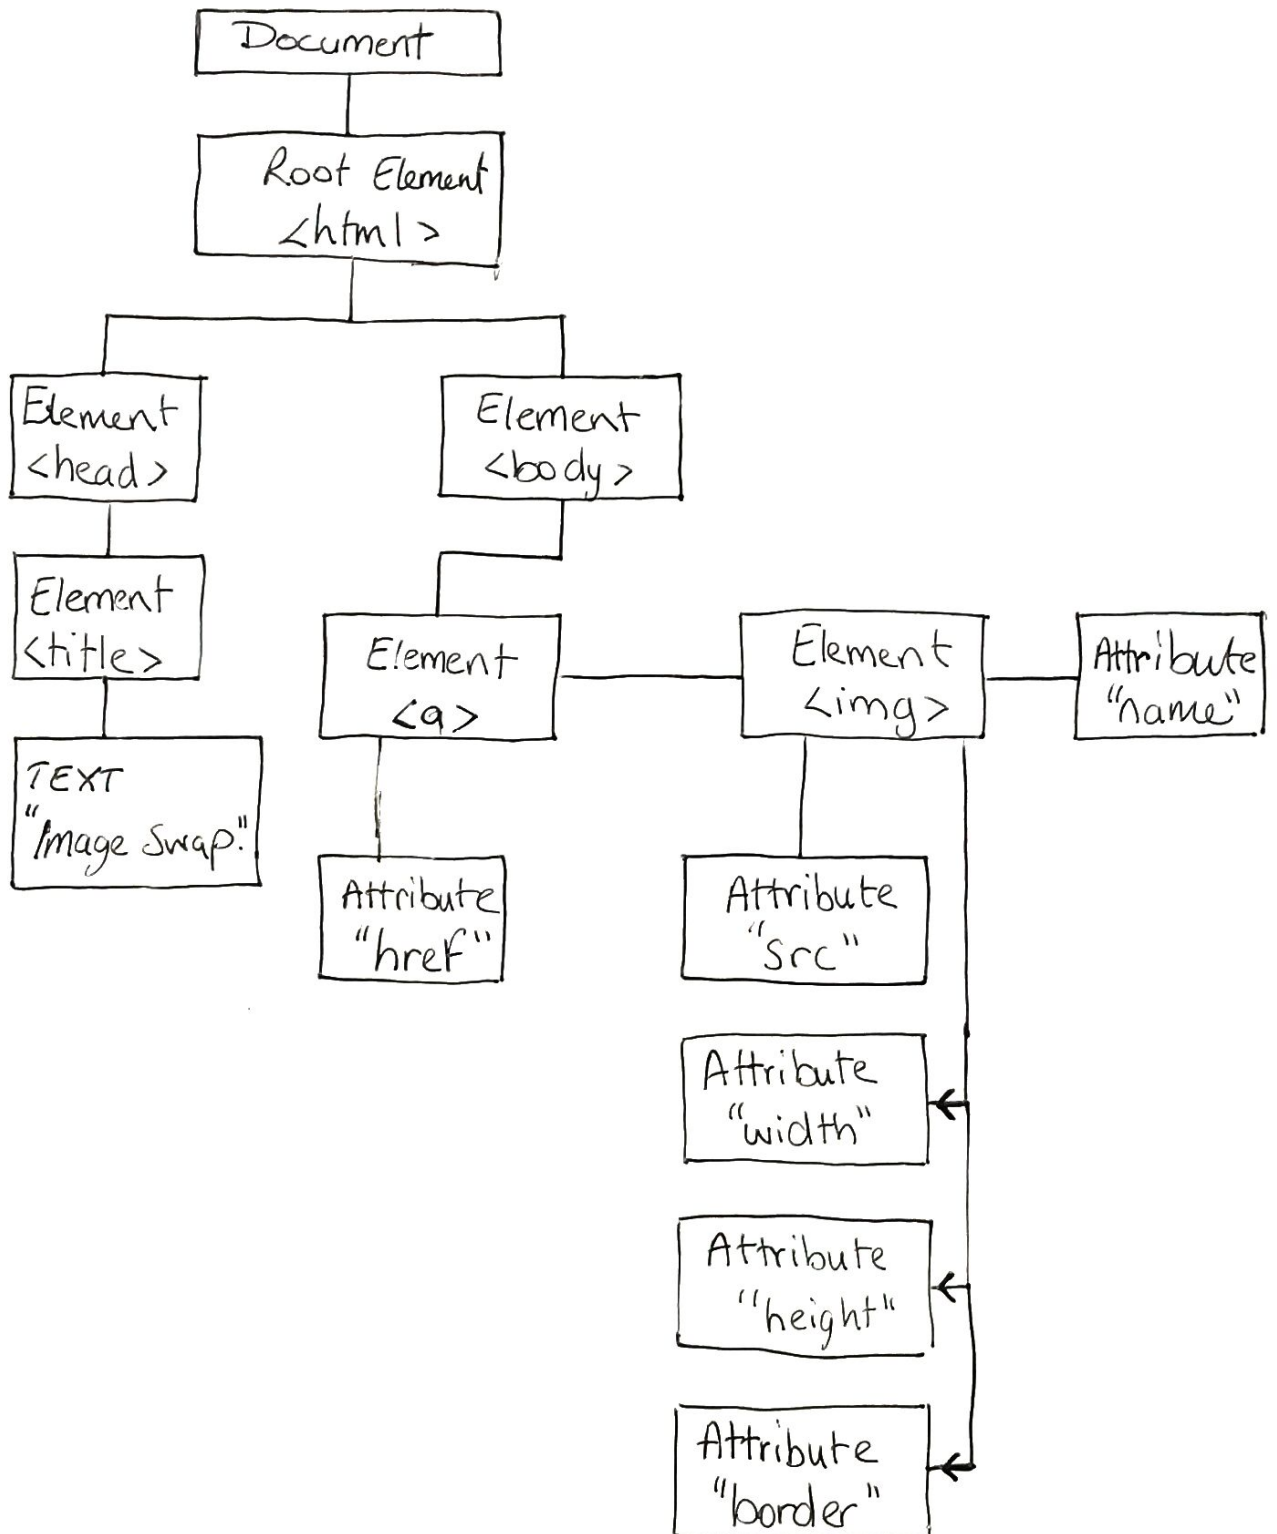 Document
Root Element
<html>
Element
<head>
Element
<body>
Element
<title>
Element
<a>
Element
<img>
Attribute
"name"
TEXT
"Image Swap."
Attribute
"href"
Attribute
"src"
Attribute
"width"
Attribute
"height"
Attribute
"border"